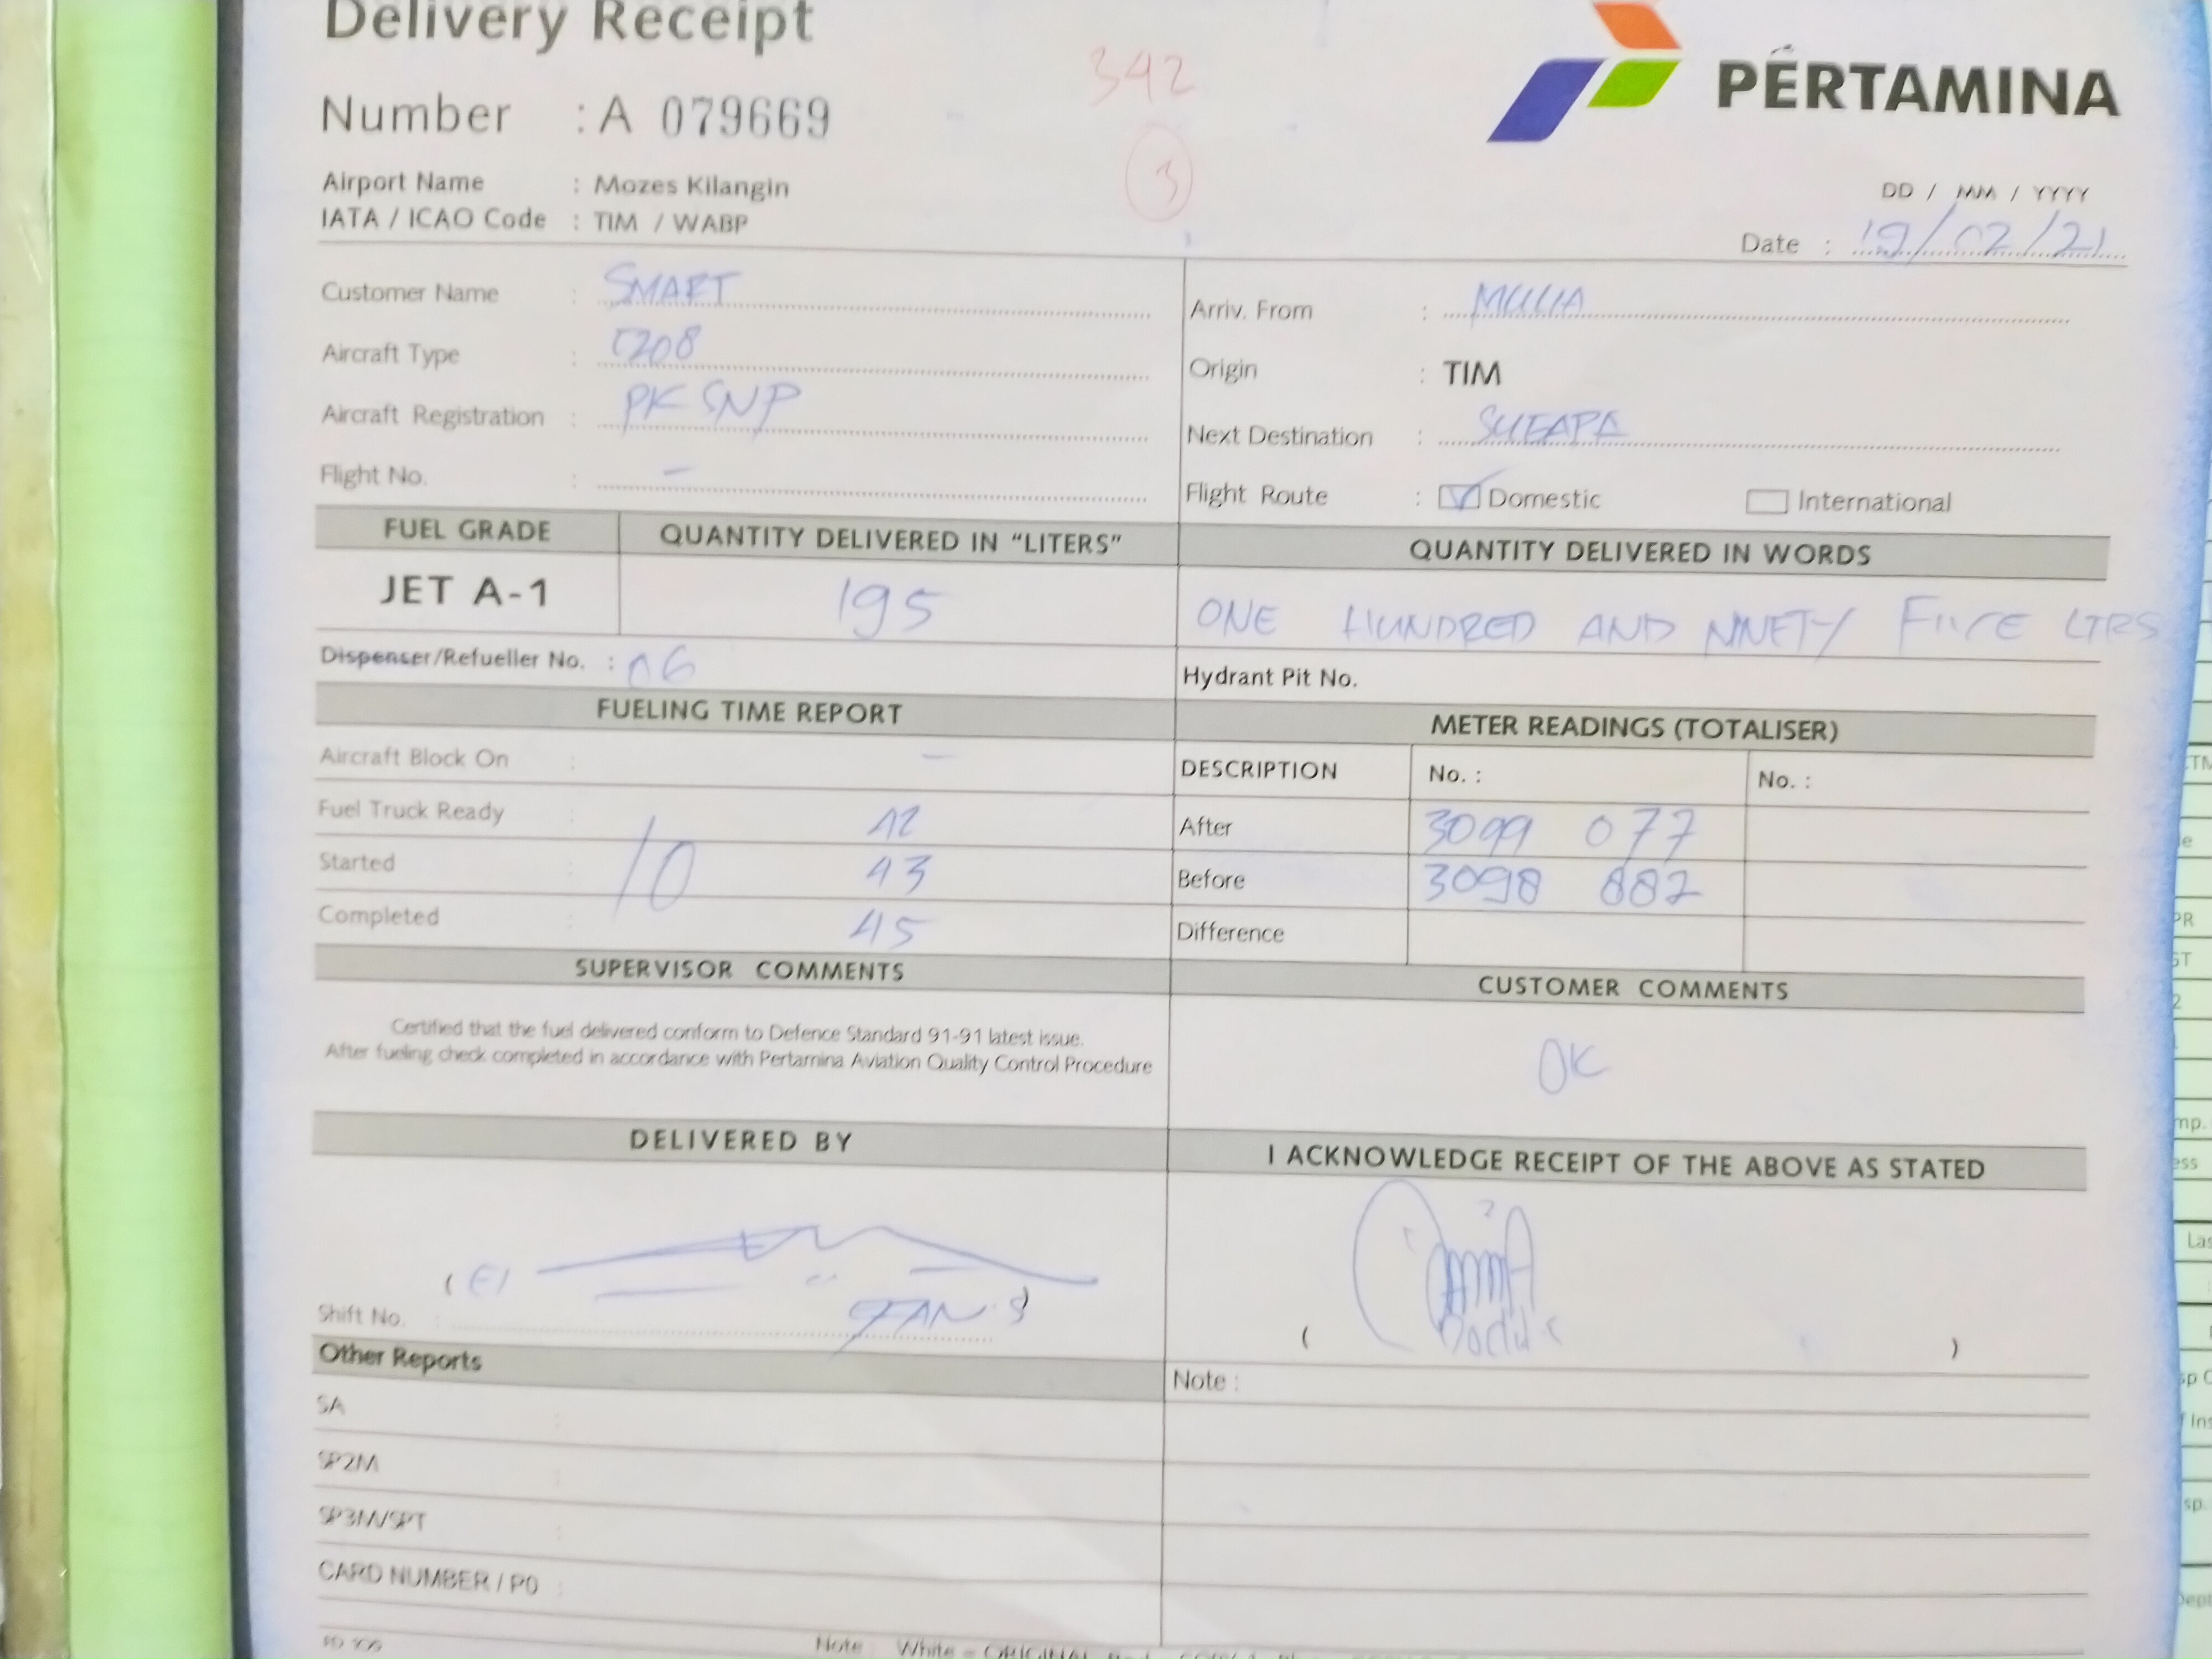 Delivery Receipt
342
PERTAMINA
Number : A 079669
3
Airport Name : Mozes Kilangin
IATA / ICAO Code : TIM / WABP
DD / MM / YYYY
Date : 19/02/21
Customer Name : SMART
Arriv. From : MULIA
Aircraft Type : C208
Origin : TIM
Aircraft Registration : PK SNP
Next Destination :
Flight No. : –
Flight Route : Domestic International
FUEL GRADE QUANTITY DELIVERED IN “LITERS” QUANTITY DELIVERED IN WORDS
JET A-1 195 ONE HUNDRED AND NINETY FIVE LTRS
Dispenser/Refueller No. : 06
Hydrant Pit No.
FUELING TIME REPORT METER READINGS (TOTALISER)
Aircraft Block On : –
DESCRIPTION No. : No. :
Fuel Truck Ready : 42
After 3099 077
Started : 10 43
Before 3098 882
Completed : 45
Difference
SUPERVISOR COMMENTS CUSTOMER COMMENTS
Certified that the fuel delivered conform to Defence Standard 91-91 latest issue.
After fueling check completed in accordance with Pertamina Aviation Quality Control Procedure
OK
DELIVERED BY I ACKNOWLEDGE RECEIPT OF THE ABOVE AS STATED
Shift No. :
Other Reports
Note :
SA :
SP2M :
SP3M/SPT :
CARD NUMBER / PO :